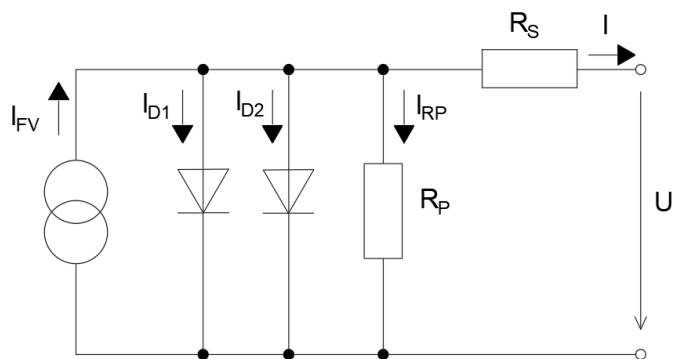 R_S
I
I_FV
I_D1
I_D2
I_RP
R_P
U